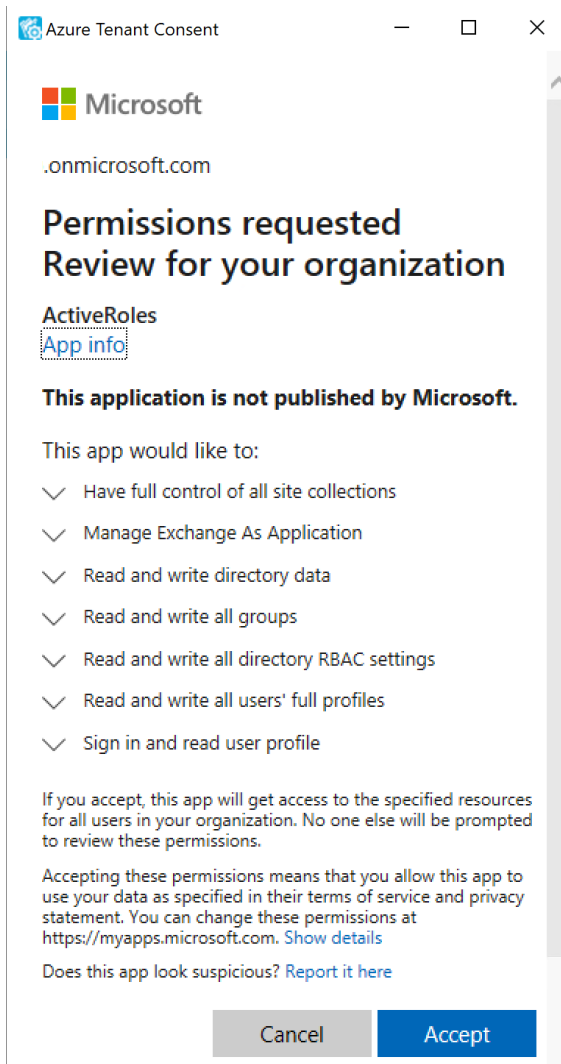 Azure Tenant Consent
Microsoft
.onmicrosoft.com
Permissions requested
Review for your organization
ActiveRoles
App info
This application is not published by Microsoft.
This app would like to:
Have full control of all site collections
Manage Exchange As Application
Read and write directory data
Read and write all groups
Read and write all directory RBAC settings
Read and write all users' full profiles
Sign in and read user profile
If you accept, this app will get access to the specified resources
for all users in your organization. No one else will be prompted
to review these permissions.
Accepting these permissions means that you allow this app to
use your data as specified in their terms of service and privacy
statement. You can change these permissions at
https://myapps.microsoft.com. Show details
Does this app look suspicious? Report it here
Cancel Accept